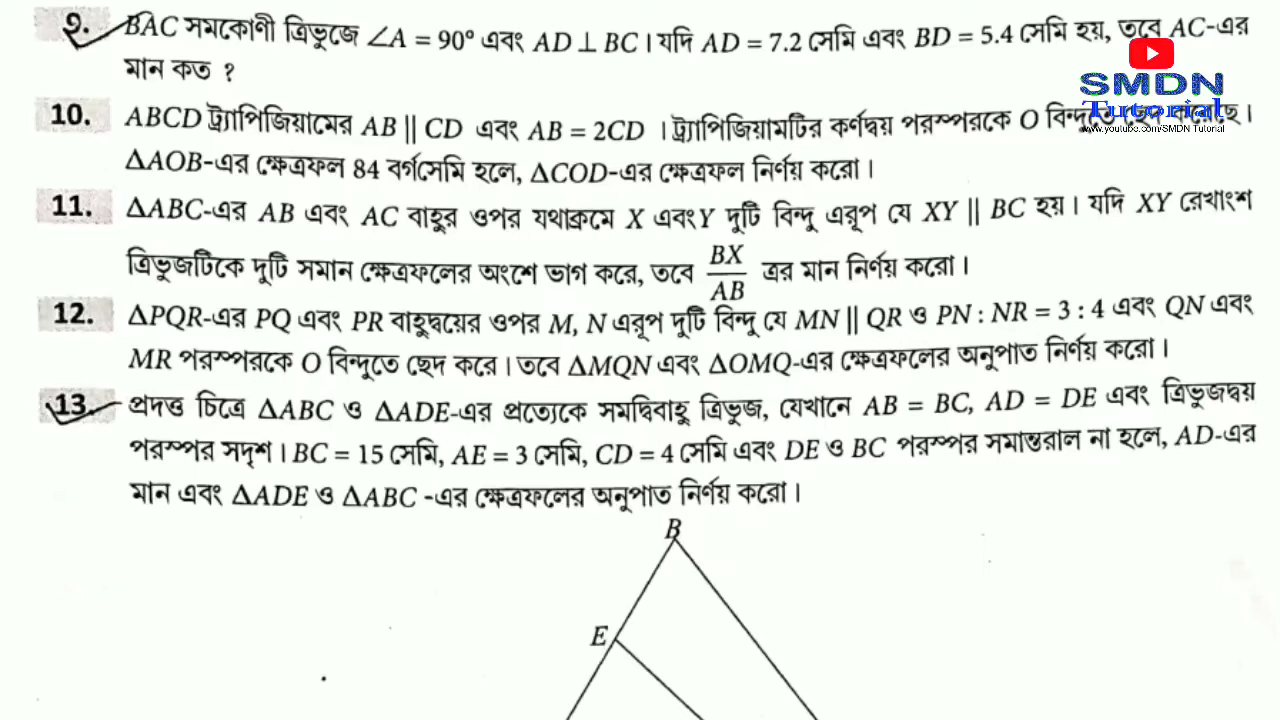 9. BAC সমকোণী ত্রিভুজে ∠A = 90° এবং AD ⊥ BC। যদি AD = 7.2 সেমি এবং BD = 5.4 সেমি হয়, তবে AC-এর
মান কত ?
SMDN
Tutorial
www.youtube.com/SMDN Tutorial
10. ABCD ট্র্যাপিজিয়ামের AB || CD এবং AB = 2CD । ট্র্যাপিজিয়ামটির কর্ণদ্বয় পরস্পরকে O বিন্দুতে ছেদ করেছে।
ΔAOB-এর ক্ষেত্রফল 84 বর্গসেমি হলে, ΔCOD-এর ক্ষেত্রফল নির্ণয় করো।
11. ΔABC-এর AB এবং AC বাহুর ওপর যথাক্রমে X এবংY দুটি বিন্দু এরূপ যে XY || BC হয়। যদি XY রেখাংশ
ত্রিভুজটিকে দুটি সমান ক্ষেত্রফলের অংশে ভাগ করে, তবে BX/AB ত্রর মান নির্ণয় করো।
12. ΔPQR-এর PQ এবং PR বাহুদ্বয়ের ওপর M, N এরূপ দুটি বিন্দু যে MN || QR ও PN : NR = 3 : 4 এবং QN এবং
MR পরস্পরকে O বিন্দুতে ছেদ করে। তবে ΔMQN এবং ΔOMQ-এর ক্ষেত্রফলের অনুপাত নির্ণয় করো।
13. প্রদত্ত চিত্রে ΔABC ও ΔADE-এর প্রত্যেকে সমদ্বিবাহু ত্রিভুজ, যেখানে AB = BC, AD = DE এবং ত্রিভুজদ্বয়
পরস্পর সদৃশ। BC = 15 সেমি, AE = 3 সেমি, CD = 4 সেমি এবং DE ও BC পরস্পর সমান্তরাল না হলে, AD-এর
মান এবং ΔADE ও ΔABC -এর ক্ষেত্রফলের অনুপাত নির্ণয় করো।
B
E